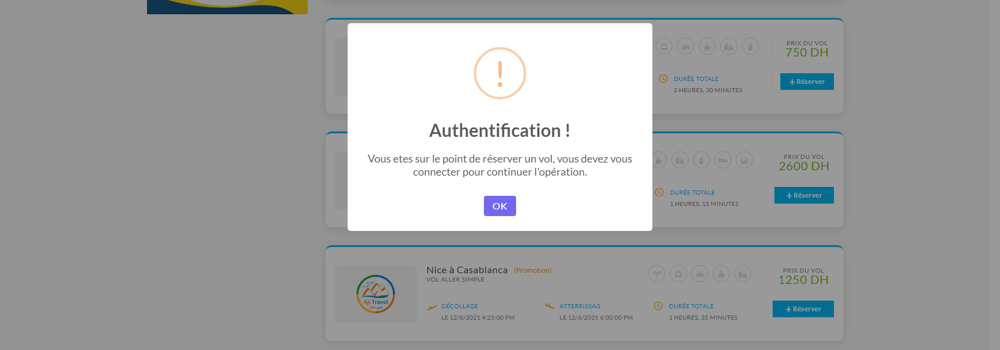 PRIX DU VOL
750 DH
DURÉE TOTALE
2 HEURES, 30 MINUTES
Réserver
!
Authentification !
Vous etes sur le point de réserver un vol, vous devez vous
connecter pour continuer l'opération.
OK
PRIX DU VOL
2600 DH
DURÉE TOTALE
1 HEURES, 15 MINUTES
Réserver
Aji Travel
أجي ترافل
Nice à Casablanca (Promotion)
VOL ALLER SIMPLE
PRIX DU VOL
1250 DH
DÉCOLLAGE
LE 12/6/2021 4:25:00 PM
ATTERRISSAG
LE 12/6/2021 6:00:00 PM
DURÉE TOTALE
1 HEURES, 35 MINUTES
Réserver